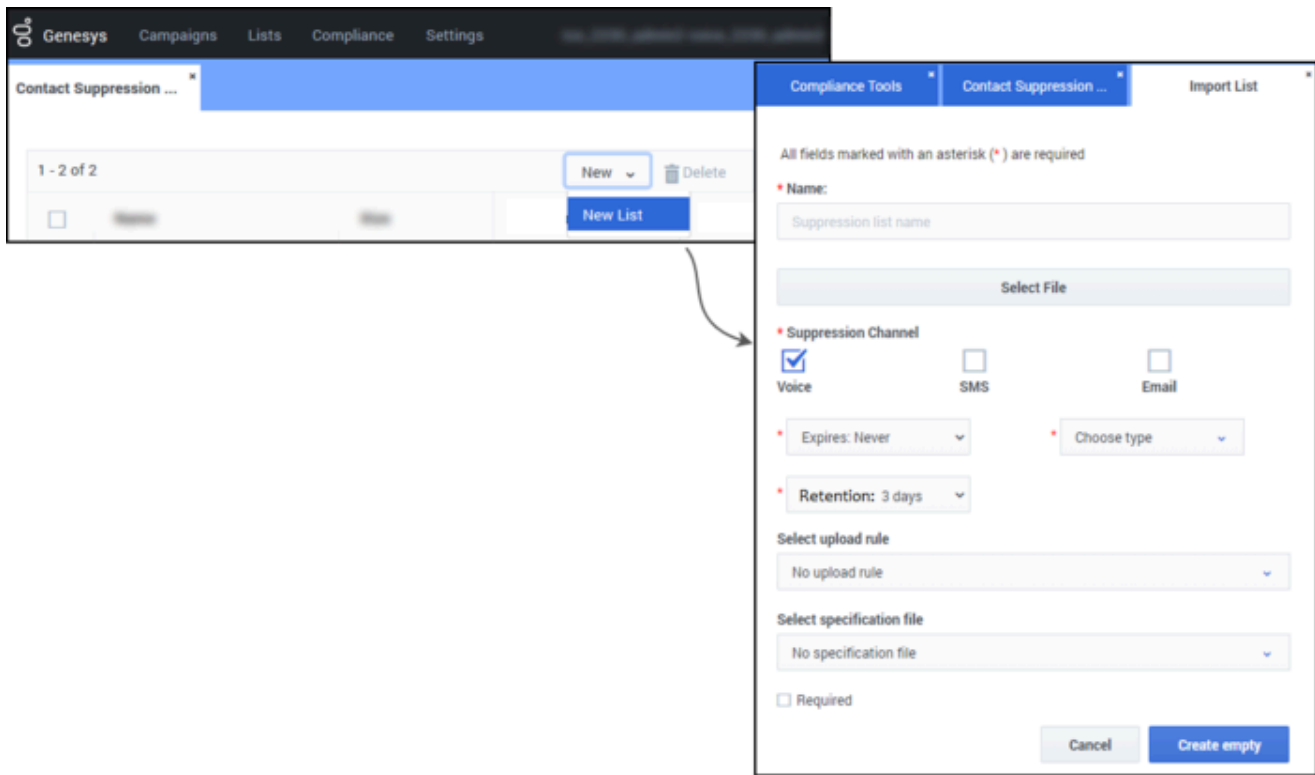 Genesys Campaigns Lists Compliance Settings
Contact Suppression ...
1 - 2 of 2 New Delete
New List
Compliance Tools Contact Suppression ... Import List
All fields marked with an asterisk (* ) are required
* Name:
Suppression list name
Select File
* Suppression Channel
Voice SMS Email
* Expires: Never * Choose type
* Retention: 3 days
Select upload rule
No upload rule
Select specification file
No specification file
Required
Cancel Create empty